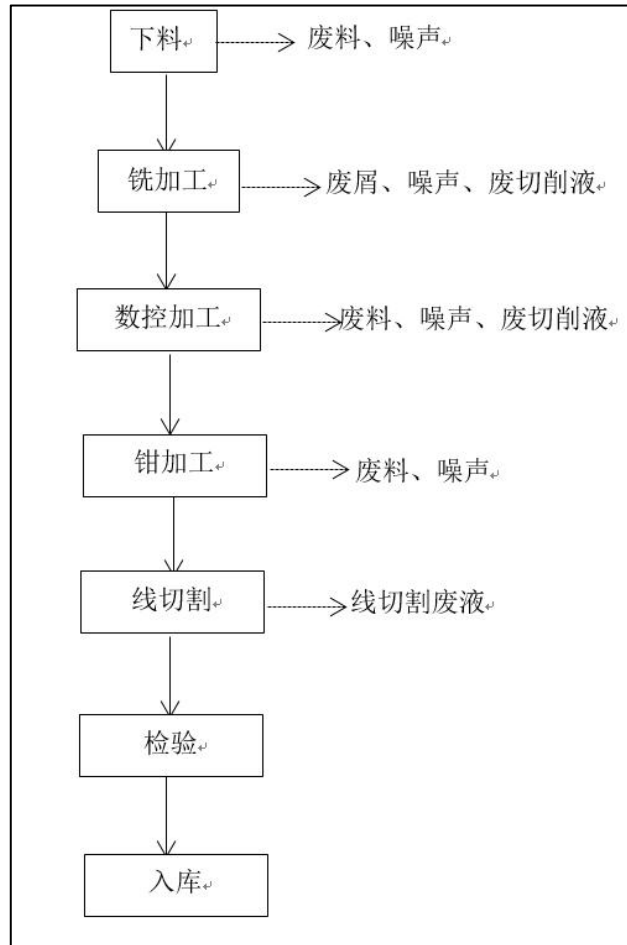 下料 废料、噪声
铣加工 废屑、噪声、废切削液
数控加工 废料、噪声、废切削液
钳加工 废料、噪声
线切割 线切割废液
检验
入库